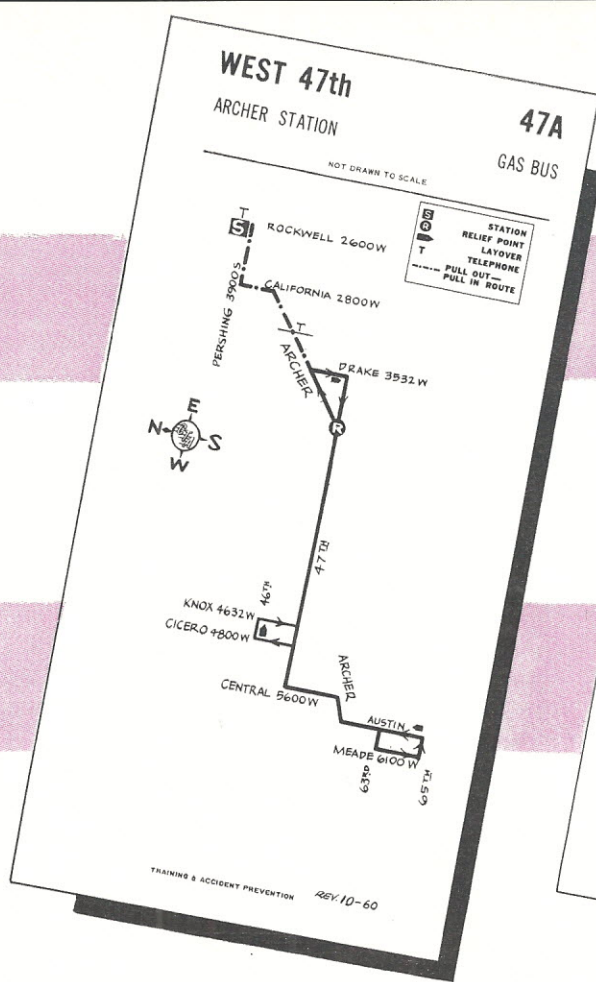 WEST 47th
47A
ARCHER STATION
GAS BUS
NOT DRAWN TO SCALE
S STATION
R RELIEF POINT
LAYOVER
T TELEPHONE
PULL OUT—
PULL IN ROUTE
T
S
ROCKWELL 2600W
PERSHING 3900S
CALIFORNIA 2800W
T
ARCHER
DRAKE 3532W
R
E
N
S
W
47TH
46TH
KNOX 4632W
CICERO 4800W
ARCHER
CENTRAL 5600W
AUSTIN
MEADE 6100W
63RD
65TH
TRAINING & ACCIDENT PREVENTION
REV. 10-60